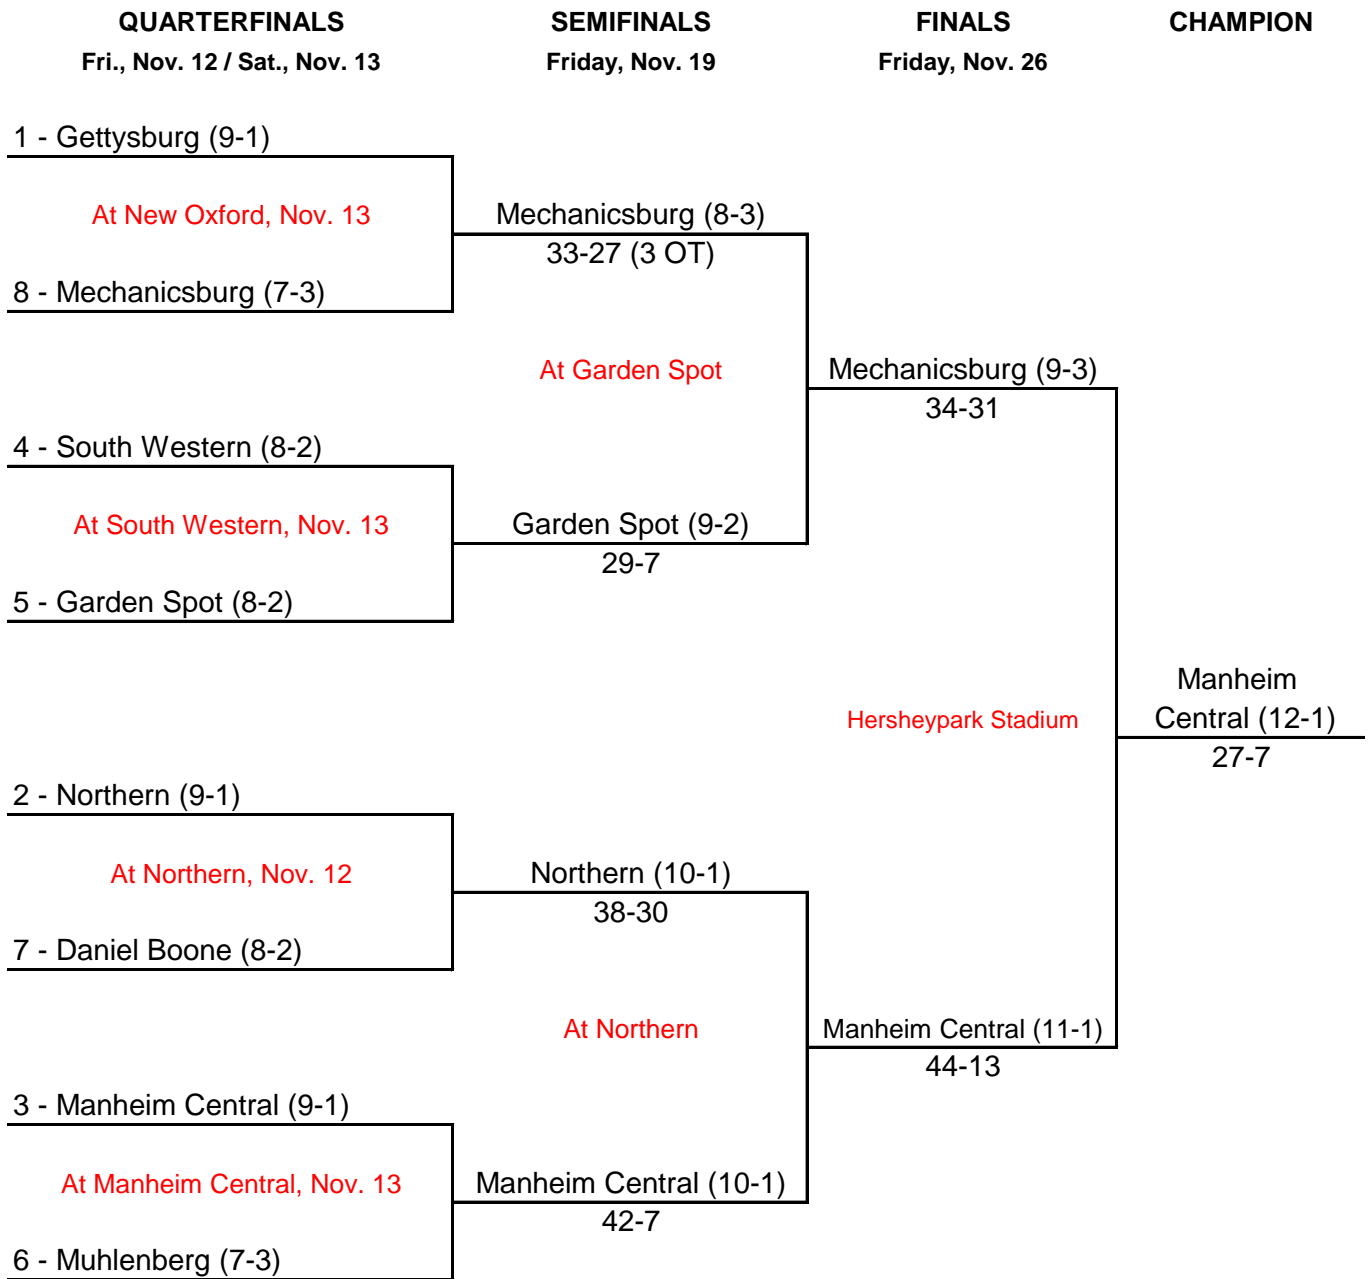 QUARTERFINALS
SEMIFINALS
FINALS
CHAMPION
Fri., Nov. 12 / Sat., Nov. 13
Friday, Nov. 19
Friday, Nov. 26
1 - Gettysburg (9-1)
At New Oxford, Nov. 13
Mechanicsburg (8-3)
33-27 (3 OT)
8 - Mechanicsburg (7-3)
At Garden Spot
Mechanicsburg (9-3)
34-31
4 - South Western (8-2)
At South Western, Nov. 13
Garden Spot (9-2)
29-7
5 - Garden Spot (8-2)
Manheim
Central (12-1)
Hersheypark Stadium
27-7
2 - Northern (9-1)
At Northern, Nov. 12
Northern (10-1)
38-30
7 - Daniel Boone (8-2)
At Northern
Manheim Central (11-1)
44-13
3 - Manheim Central (9-1)
At Manheim Central, Nov. 13
Manheim Central (10-1)
42-7
6 - Muhlenberg (7-3)